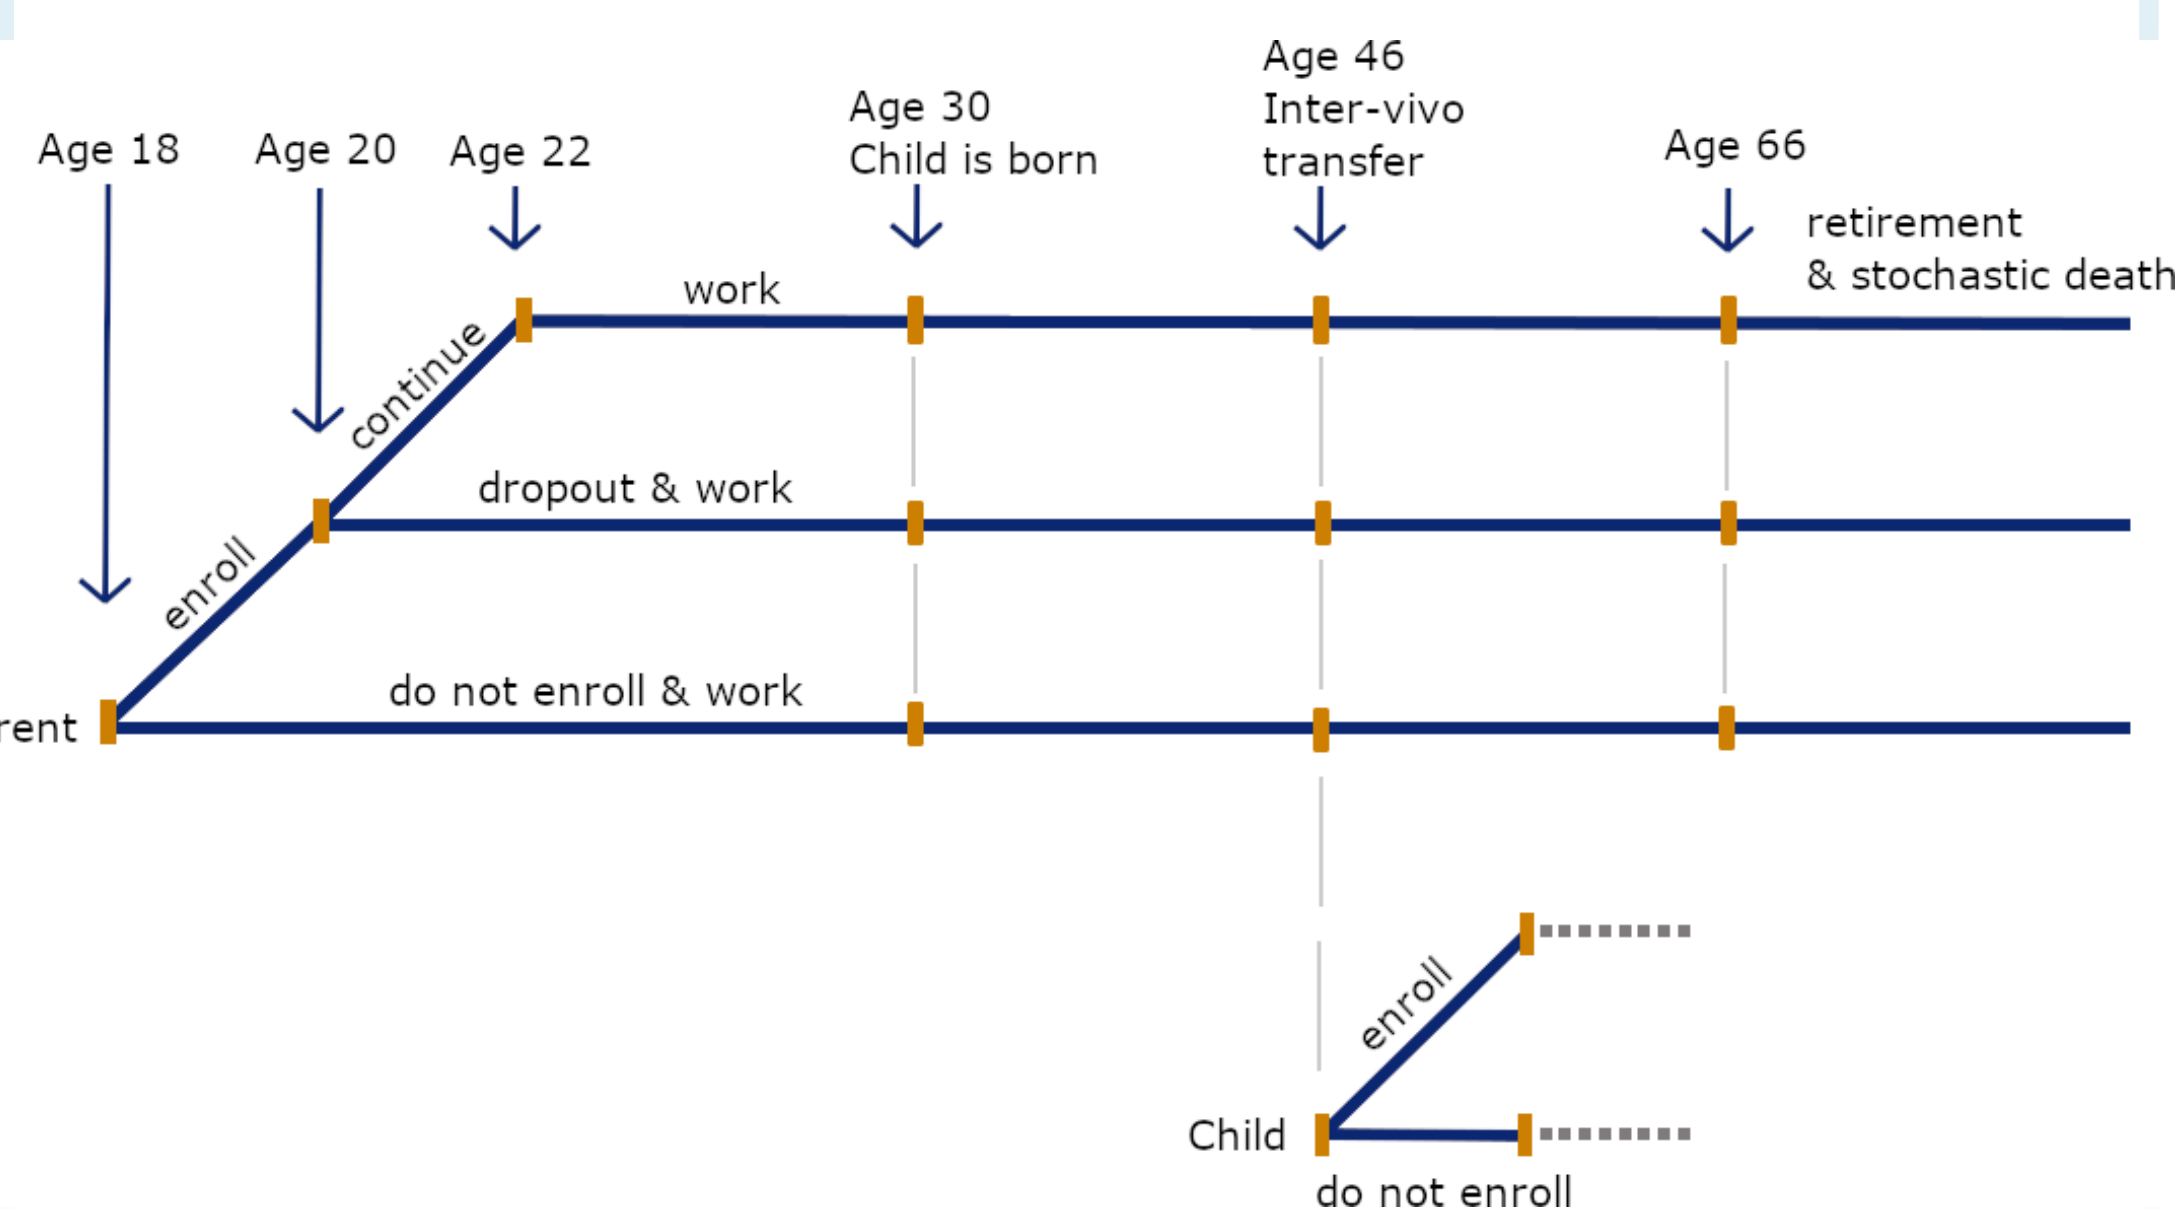 Age 46
Inter-vivo
transfer
Age 30
Child is born
Age 18
Age 20
Age 22
Age 66
retirement
& stochastic death
work
continue
dropout & work
enroll
do not enroll & work
rent
enroll
Child
do not enroll